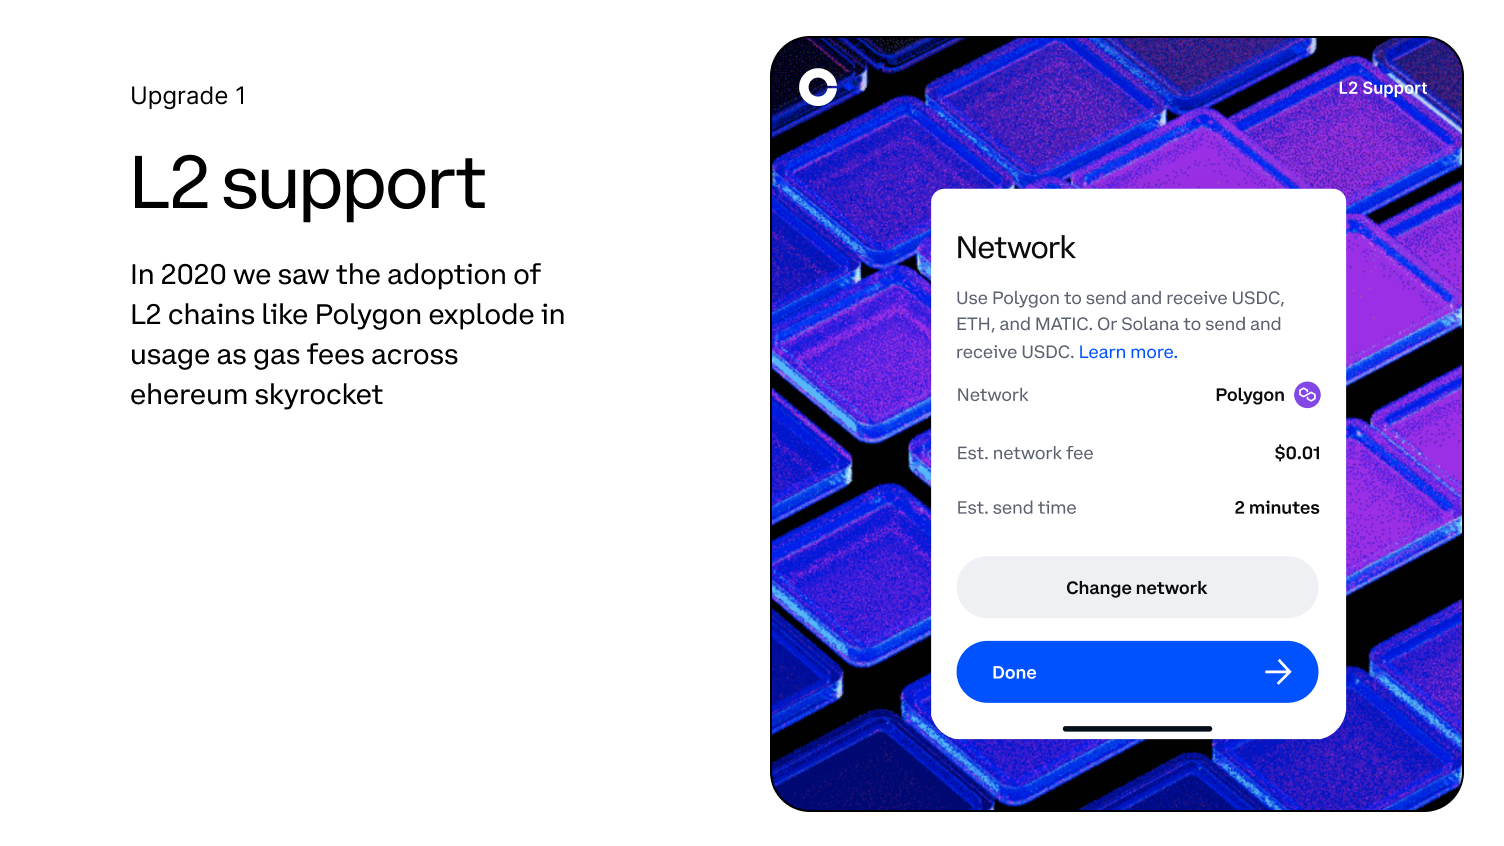 Upgrade 1
L2 support
In 2020 we saw the adoption of
L2 chains like Polygon explode in
usage as gas fees across
ehereum skyrocket
L2 Support
Network
Use Polygon to send and receive USDC,
ETH, and MATIC. Or Solana to send and
receive USDC. Learn more.
Network Polygon
Est. network fee $0.01
Est. send time 2 minutes
Change network
Done